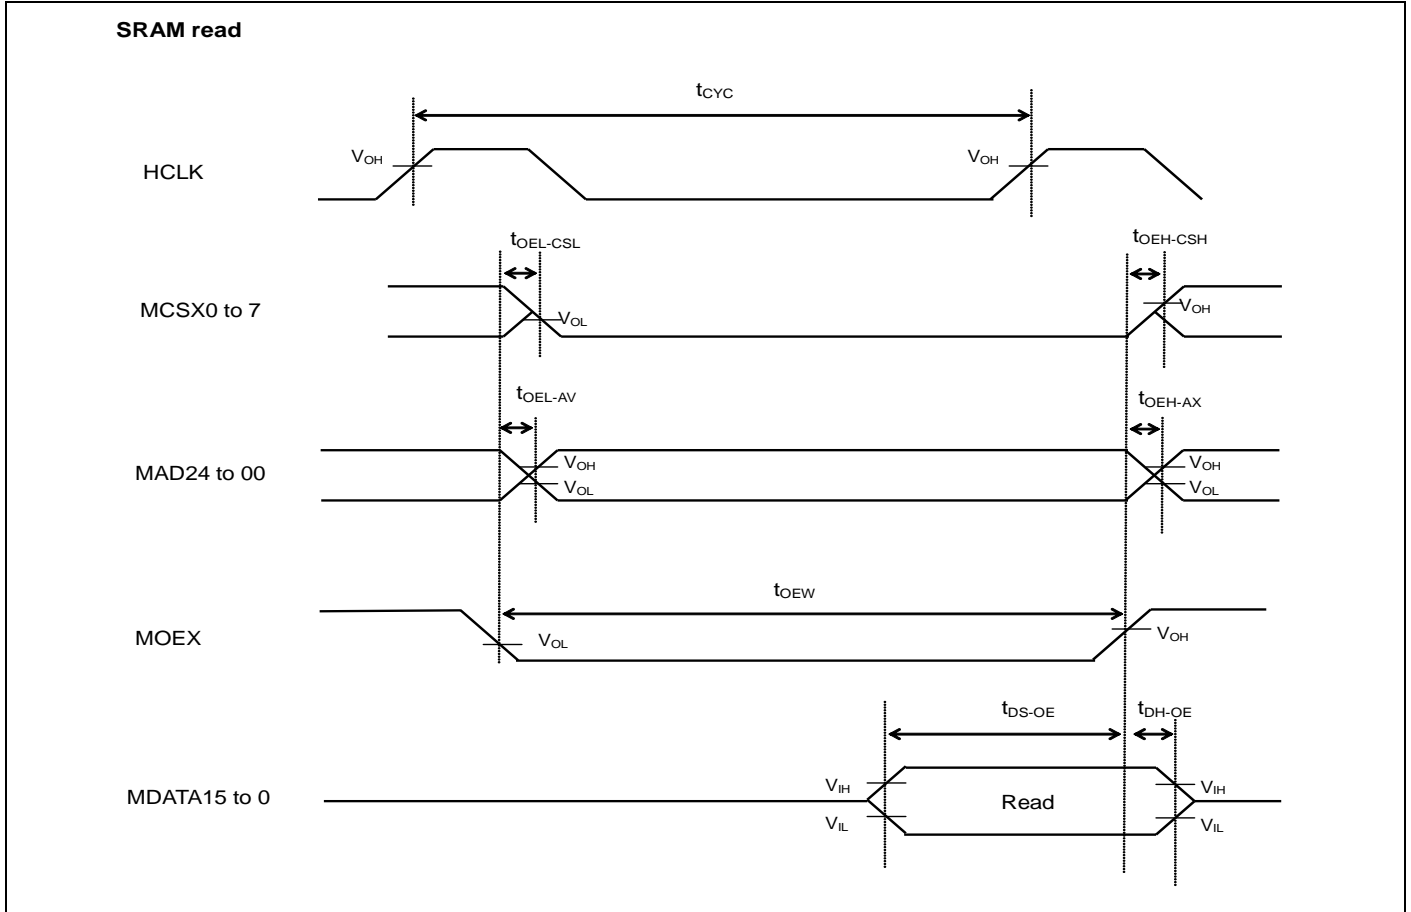 SRAM read
tCYC
HCLK
VOH
VOH
tOEL-CSL
tOEH-CSH
MCSX0 to 7
VOL
VOH
tOEL-AV
tOEH-AX
MAD24 to 00
VOH
VOL
VOH
VOL
tOEW
MOEX
VOL
VOH
tDS-OE
tDH-OE
MDATA15 to 0
VIH
VIL
Read
VIH
VIL